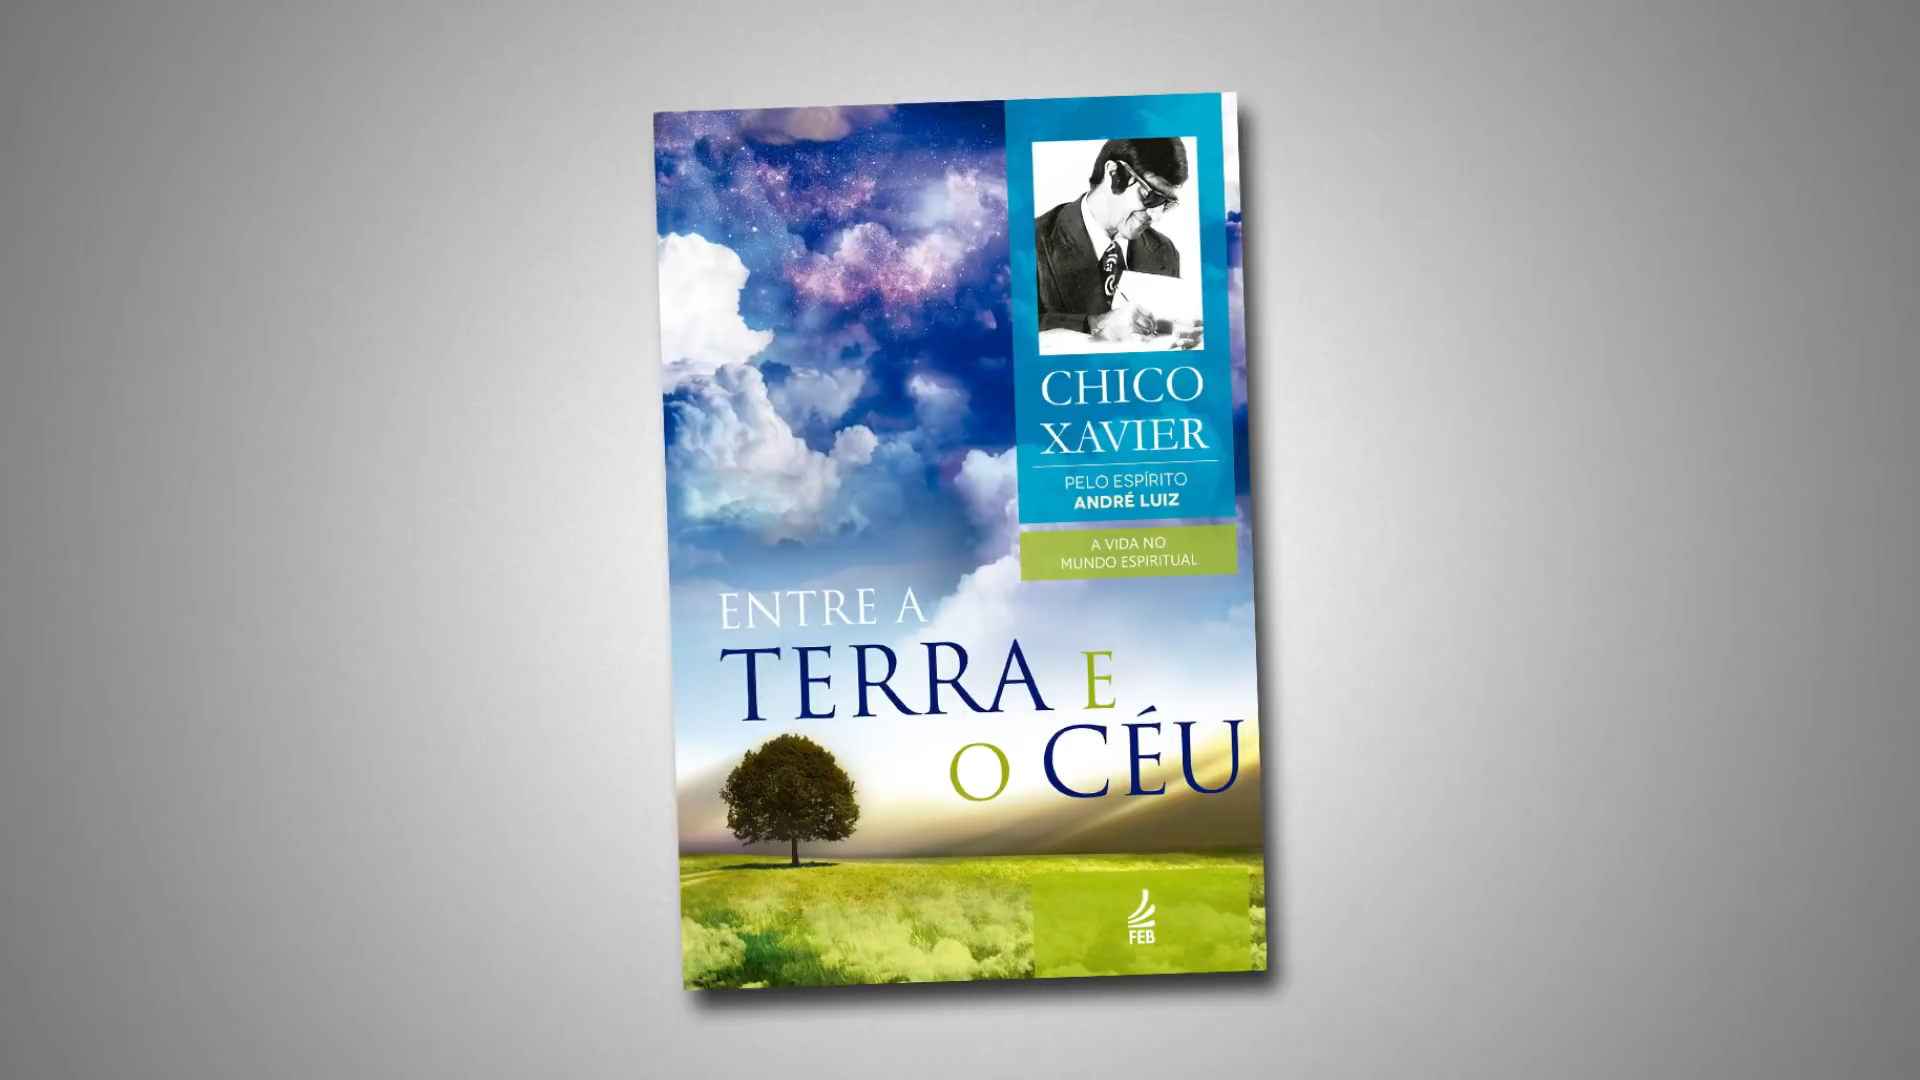 CHICO
XAVIER
PELO ESPÍRITO
ANDRÉ LUIZ
A VIDA NO
MUNDO ESPIRITUAL
ENTRE A
TERRA E
O CÉU
FEB